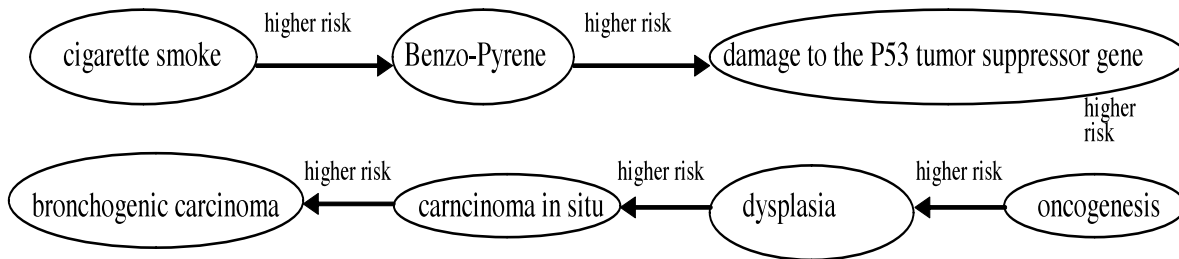 higher risk
higher risk
cigarette smoke
Benzo-Pyrene
damage to the P53 tumor suppressor gene
higher
risk
higher risk
higher risk
higher risk
bronchogenic carcinoma
carncinoma in situ
dysplasia
oncogenesis